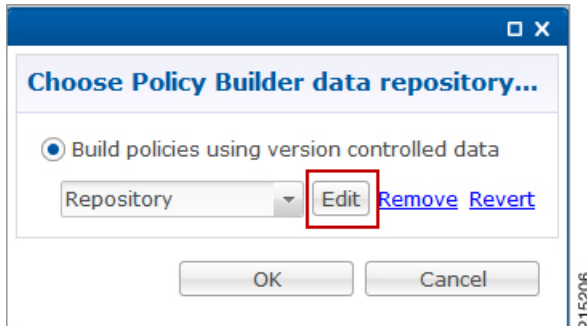 Choose Policy Builder data repository...
Build policies using version controlled data
Repository Edit Remove Revert
OK Cancel
215206